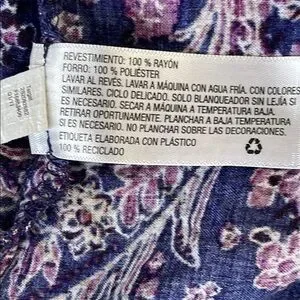 REVESTIMIENTO: 100 % RAYÓN
FORRO: 100 % POLIÉSTER
LAVAR AL REVÉS. LAVAR A MÁQUINA CON AGUA FRÍA. CON COLORES
SIMILARES. CICLO DELICADO. SOLO BLANQUEADOR SIN LEJÍA SI
ES NECESARIO. SECAR A MÁQUINA A TEMPERATURA BAJA.
RETIRAR OPORTUNAMENTE. PLANCHAR A BAJA TEMPERATURA
SI ES NECESARIO. NO PLANCHAR SOBRE LAS DECORACIONES.
ETIQUETA ELABORADA CON PLÁSTICO
100 % RECICLADO